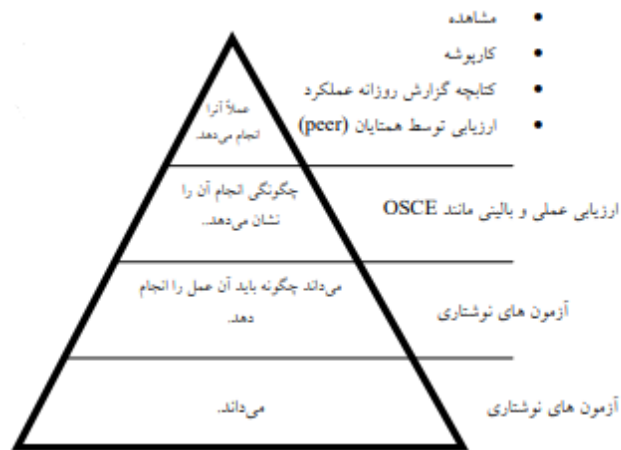 مشاهده
کارپوشه
کتابچه گزارش روزانه عملکرد
ارزیابی توسط همتایان (peer)
عملاً آنرا
انجام می‌دهد.
چگونگی انجام آن را
نشان می‌دهد..
ارزیابی عملی و بالینی مانند OSCE
می‌داند چگونه باید آن عمل را انجام
دهد.
آزمون های نوشتاری
می‌داند.
آزمون های نوشتاری